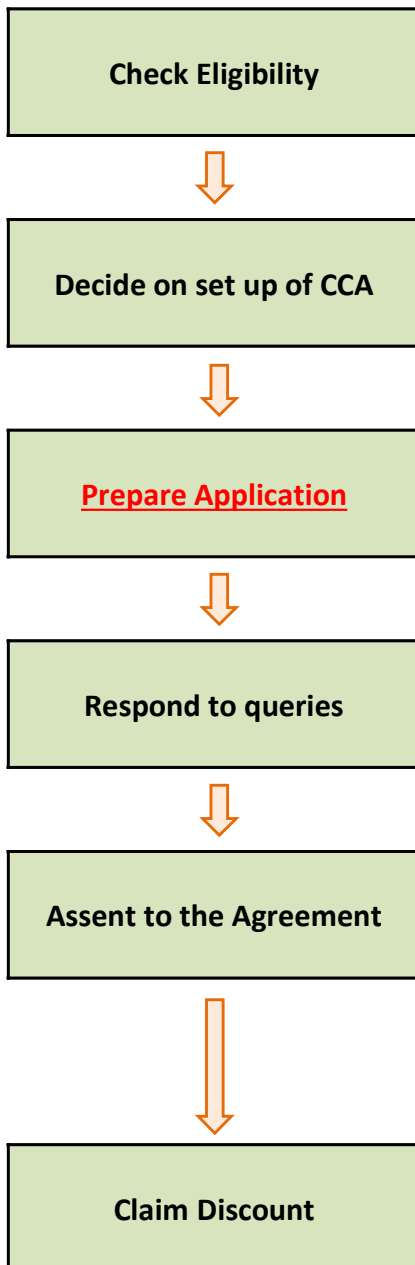 Check Eligibility
Decide on set up of CCA
Prepare Application
Respond to queries
Assent to the Agreement
Claim Discount